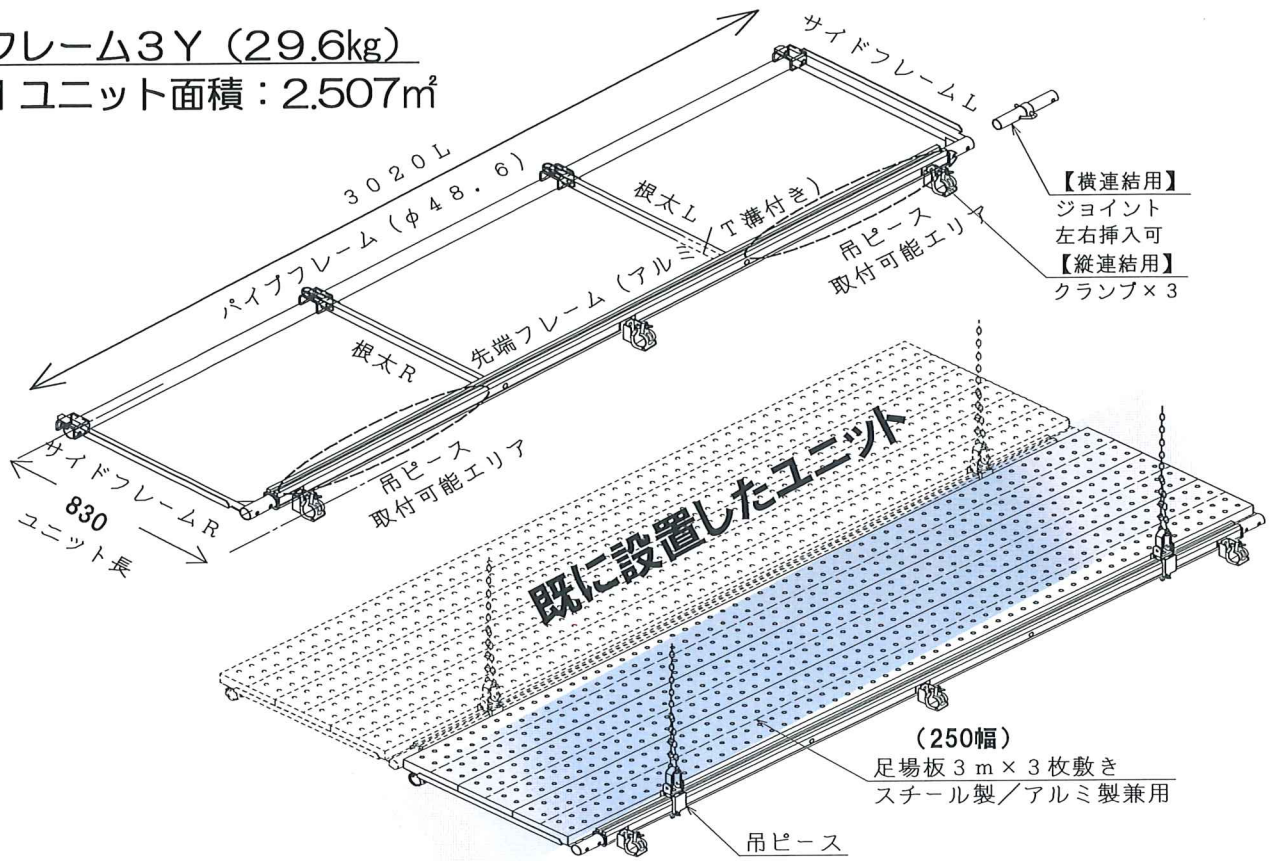 フレーム3Y(29.6kg)
1ユニット面積:2.507㎡
サイドフレームL
3020L
パイプフレーム(φ48.6)
根太L
先端フレーム(アルミ/T溝付き)
吊ピース
取付可能エリア
【横連結用】
ジョイント
左右挿入可
【縦連結用】
クランプ×3
根太R
サイドフレームR
吊ピース
取付可能エリア
830
ユニット長
既に設置したユニット
(250幅)
足場板3m×3枚敷き
スチール製/アルミ製兼用
吊ピース